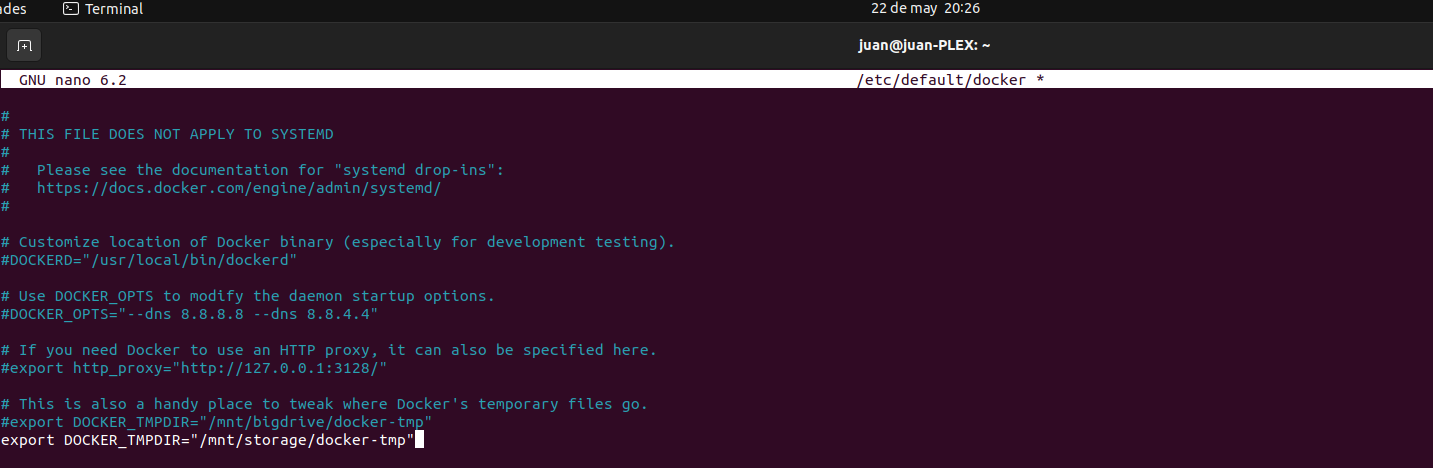 ades Terminal 22 de may 20:26
juan@juan-PLEX: ~
GNU nano 6.2 /etc/default/docker *
#
# THIS FILE DOES NOT APPLY TO SYSTEMD
#
#   Please see the documentation for "systemd drop-ins":
#   https://docs.docker.com/engine/admin/systemd/
#
# Customize location of Docker binary (especially for development testing).
#DOCKERD="/usr/local/bin/dockerd"
# Use DOCKER_OPTS to modify the daemon startup options.
#DOCKER_OPTS="--dns 8.8.8.8 --dns 8.8.4.4"
# If you need Docker to use an HTTP proxy, it can also be specified here.
#export http_proxy="http://127.0.0.1:3128/"
# This is also a handy place to tweak where Docker's temporary files go.
#export DOCKER_TMPDIR="/mnt/bigdrive/docker-tmp"
export DOCKER_TMPDIR="/mnt/storage/docker-tmp"